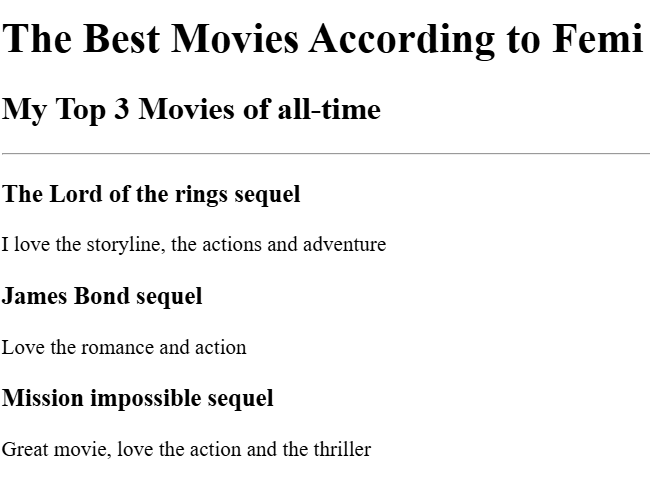 The Best Movies According to Femi
My Top 3 Movies of all-time
The Lord of the rings sequel
I love the storyline, the actions and adventure
James Bond sequel
Love the romance and action
Mission impossible sequel
Great movie, love the action and the thriller